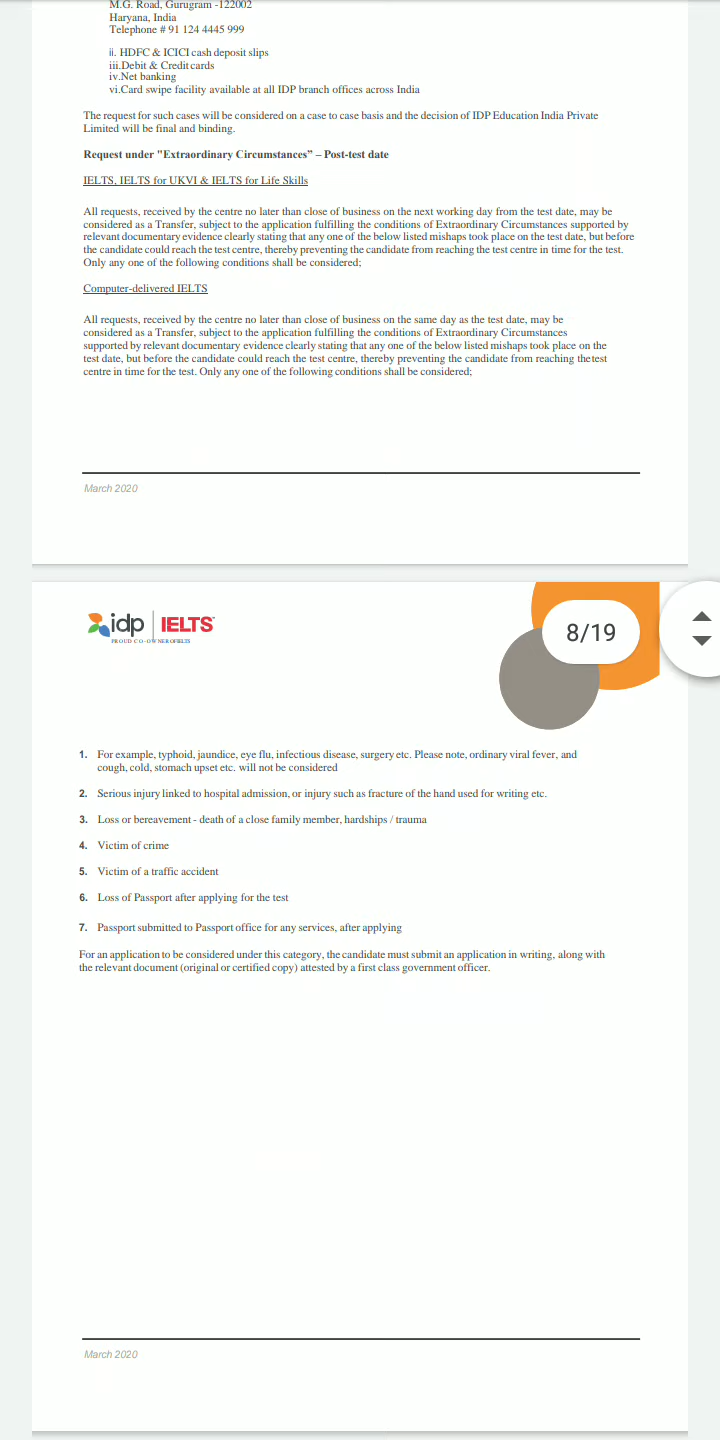 M.G. Road, Gurugram -122002
Haryana, India
Telephone # 91 124 4445 999
ii. HDFC & ICICI cash deposit slips
iii.Debit & Credit cards
iv.Net banking
vi.Card swipe facility available at all IDP branch offices across India
The request for such cases will be considered on a case to case basis and the decision of IDP Education India Private
Limited will be final and binding.
Request under "Extraordinary Circumstances” – Post-test date
IELTS, IELTS for UKVI & IELTS for Life Skills
All requests, received by the centre no later than close of business on the next working day from the test date, may be
considered as a Transfer, subject to the application fulfilling the conditions of Extraordinary Circumstances supported by
relevant documentary evidence clearly stating that any one of the below listed mishaps took place on the test date, but before
the candidate could reach the test centre, thereby preventing the candidate from reaching the test centre in time for the test.
Only any one of the following conditions shall be considered;
Computer-delivered IELTS
All requests, received by the centre no later than close of business on the same day as the test date, may be
considered as a Transfer, subject to the application fulfilling the conditions of Extraordinary Circumstances
supported by relevant documentary evidence clearly stating that any one of the below listed mishaps took place on the
test date, but before the candidate could reach the test centre, thereby preventing the candidate from reaching the test
centre in time for the test. Only any one of the following conditions shall be considered;
March 2020
idp IELTS
PROUD CO-OWNER OF IELTS
8/19
1. For example, typhoid, jaundice, eye flu, infectious disease, surgery etc. Please note, ordinary viral fever, and
cough, cold, stomach upset etc. will not be considered
2. Serious injury linked to hospital admission, or injury such as fracture of the hand used for writing etc.
3. Loss or bereavement - death of a close family member, hardships / trauma
4. Victim of crime
5. Victim of a traffic accident
6. Loss of Passport after applying for the test
7. Passport submitted to Passport office for any services, after applying
For an application to be considered under this category, the candidate must submit an application in writing, along with
the relevant document (original or certified copy) attested by a first class government officer.
March 2020